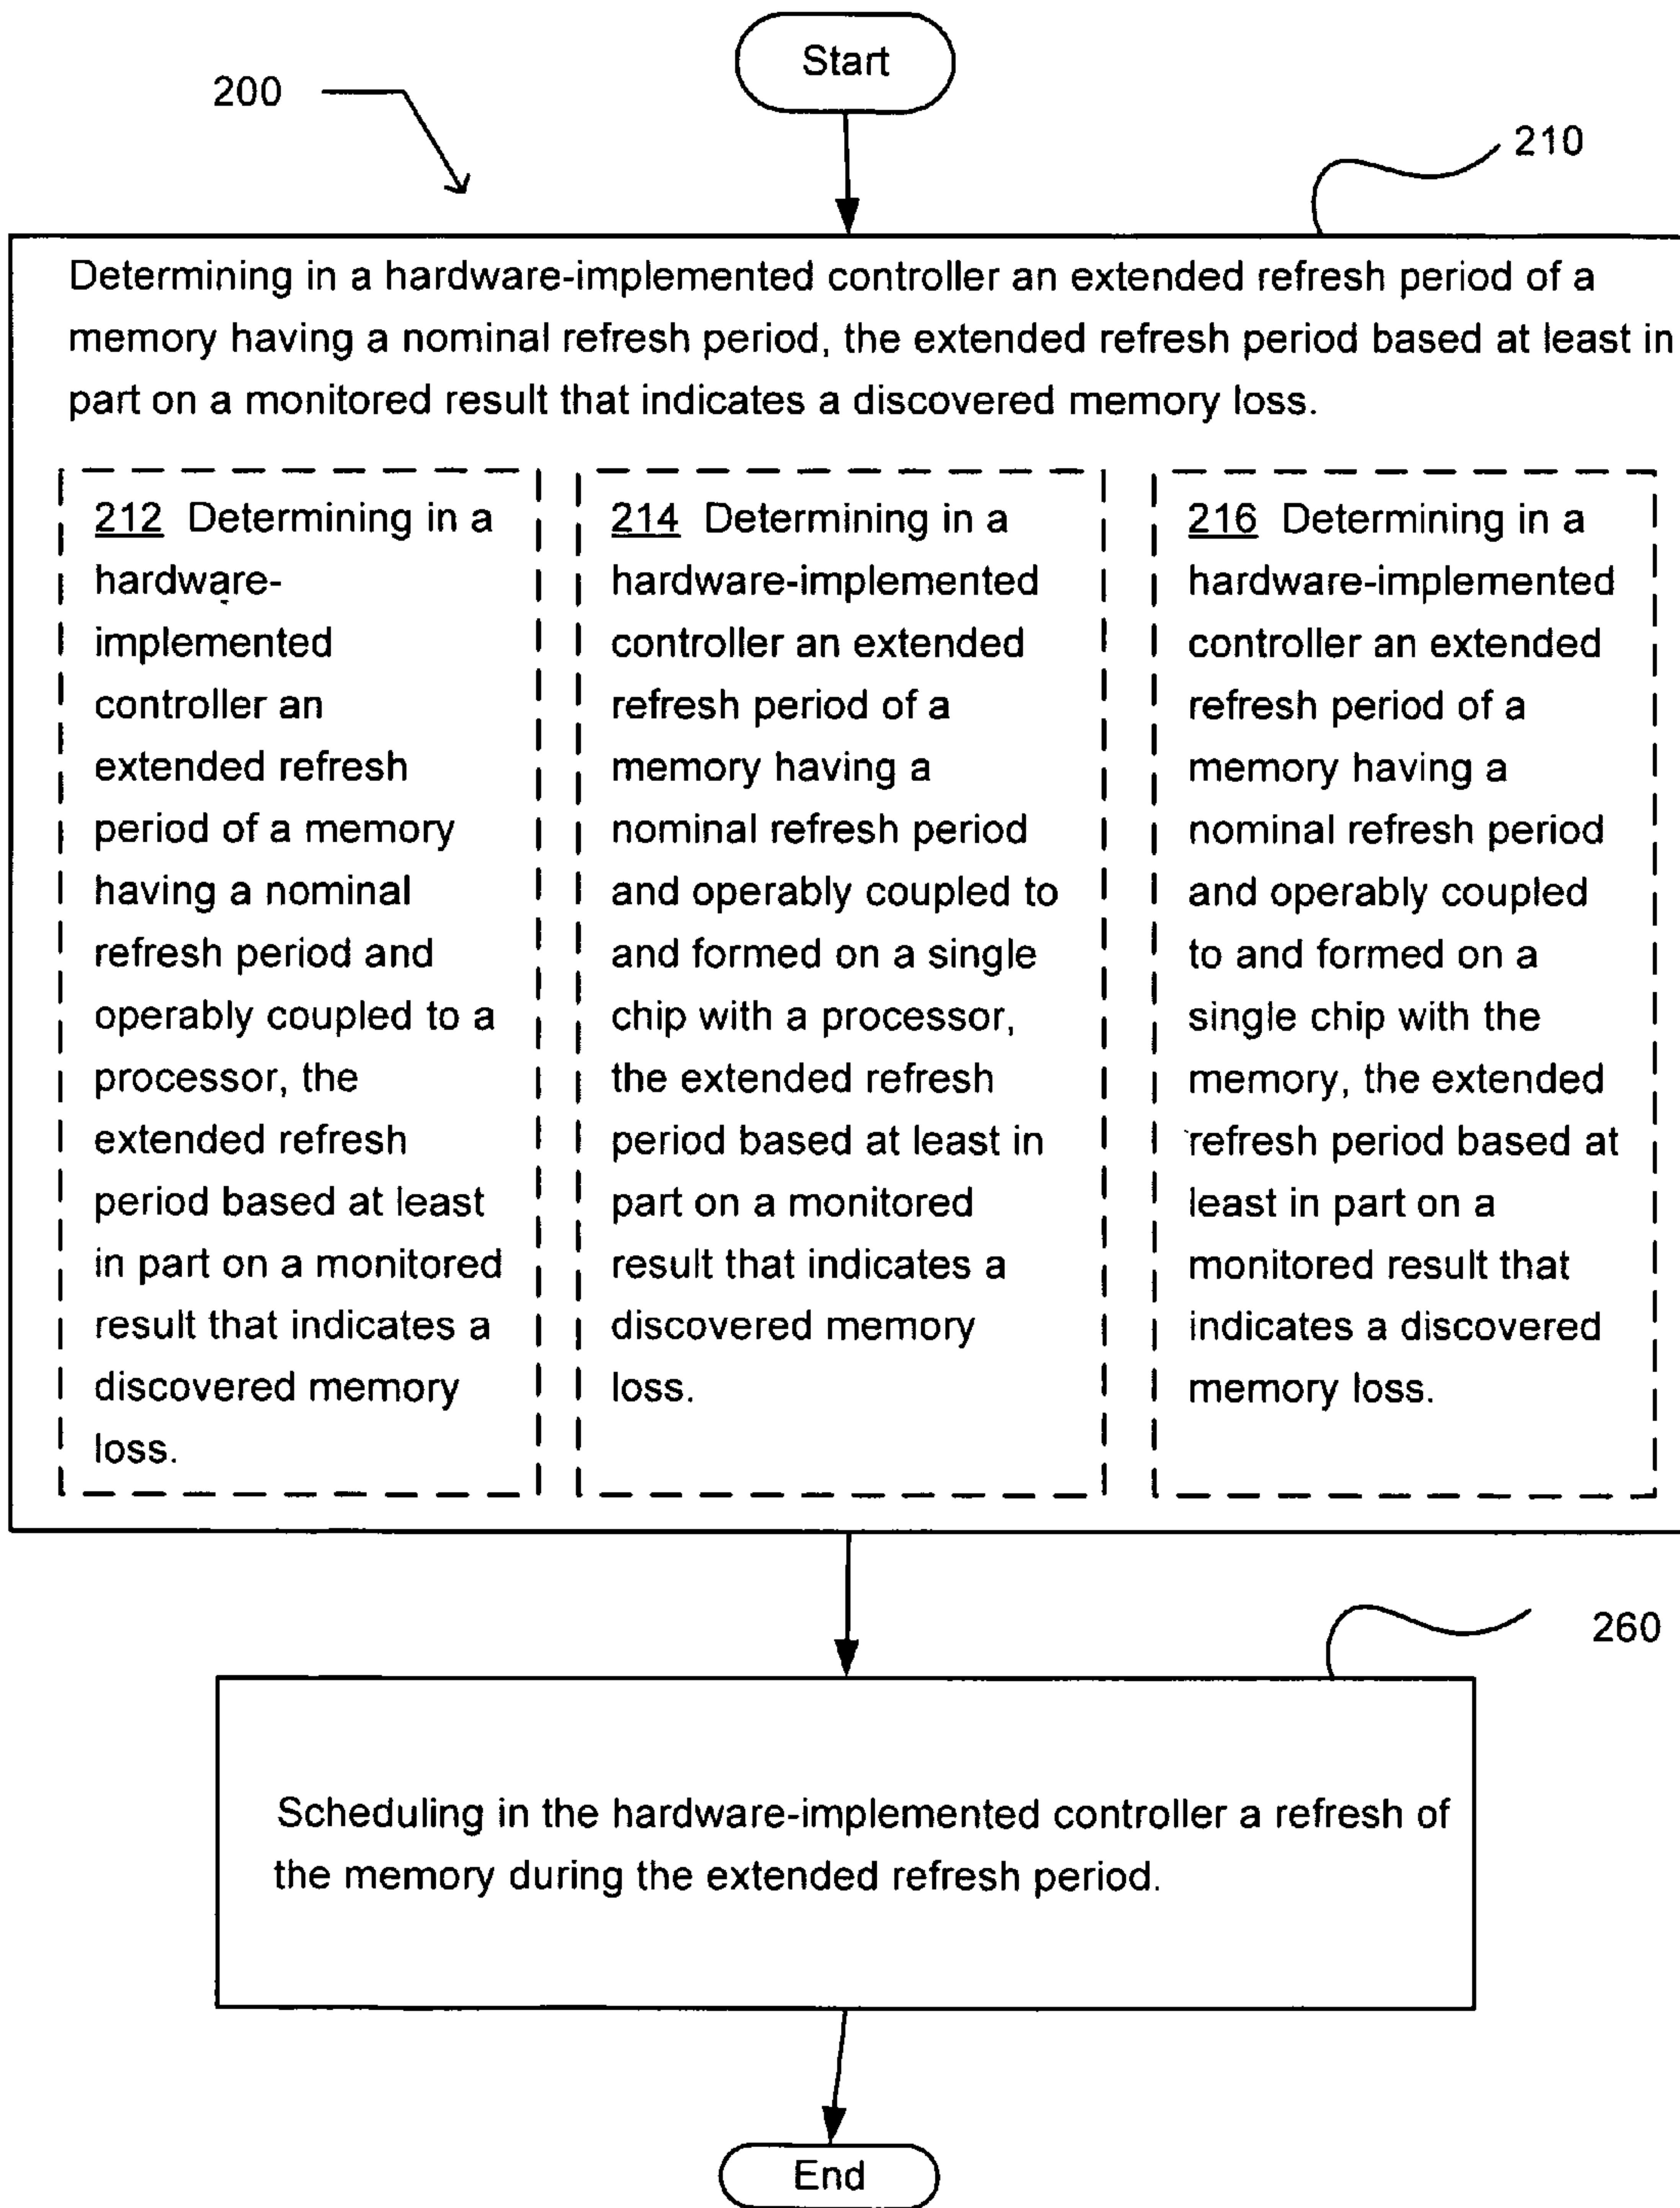 Start
200
210
Determining in a hardware-implemented controller an extended refresh period of a
memory having a nominal refresh period, the extended refresh period based at least in
part on a monitored result that indicates a discovered memory loss.
212 Determining in a
hardware-
implemented
controller an
extended refresh
period of a memory
having a nominal
refresh period and
operably coupled to a
processor, the
extended refresh
period based at least
in part on a monitored
result that indicates a
discovered memory
loss.
214 Determining in a
hardware-implemented
controller an extended
refresh period of a
memory having a
nominal refresh period
and operably coupled to
and formed on a single
chip with a processor,
the extended refresh
period based at least in
part on a monitored
result that indicates a
discovered memory
loss.
216 Determining in a
hardware-implemented
controller an extended
refresh period of a
memory having a
nominal refresh period
and operably coupled
to and formed on a
single chip with the
memory, the extended
refresh period based at
least in part on a
monitored result that
indicates a discovered
memory loss.
260
Scheduling in the hardware-implemented controller a refresh of
the memory during the extended refresh period.
End